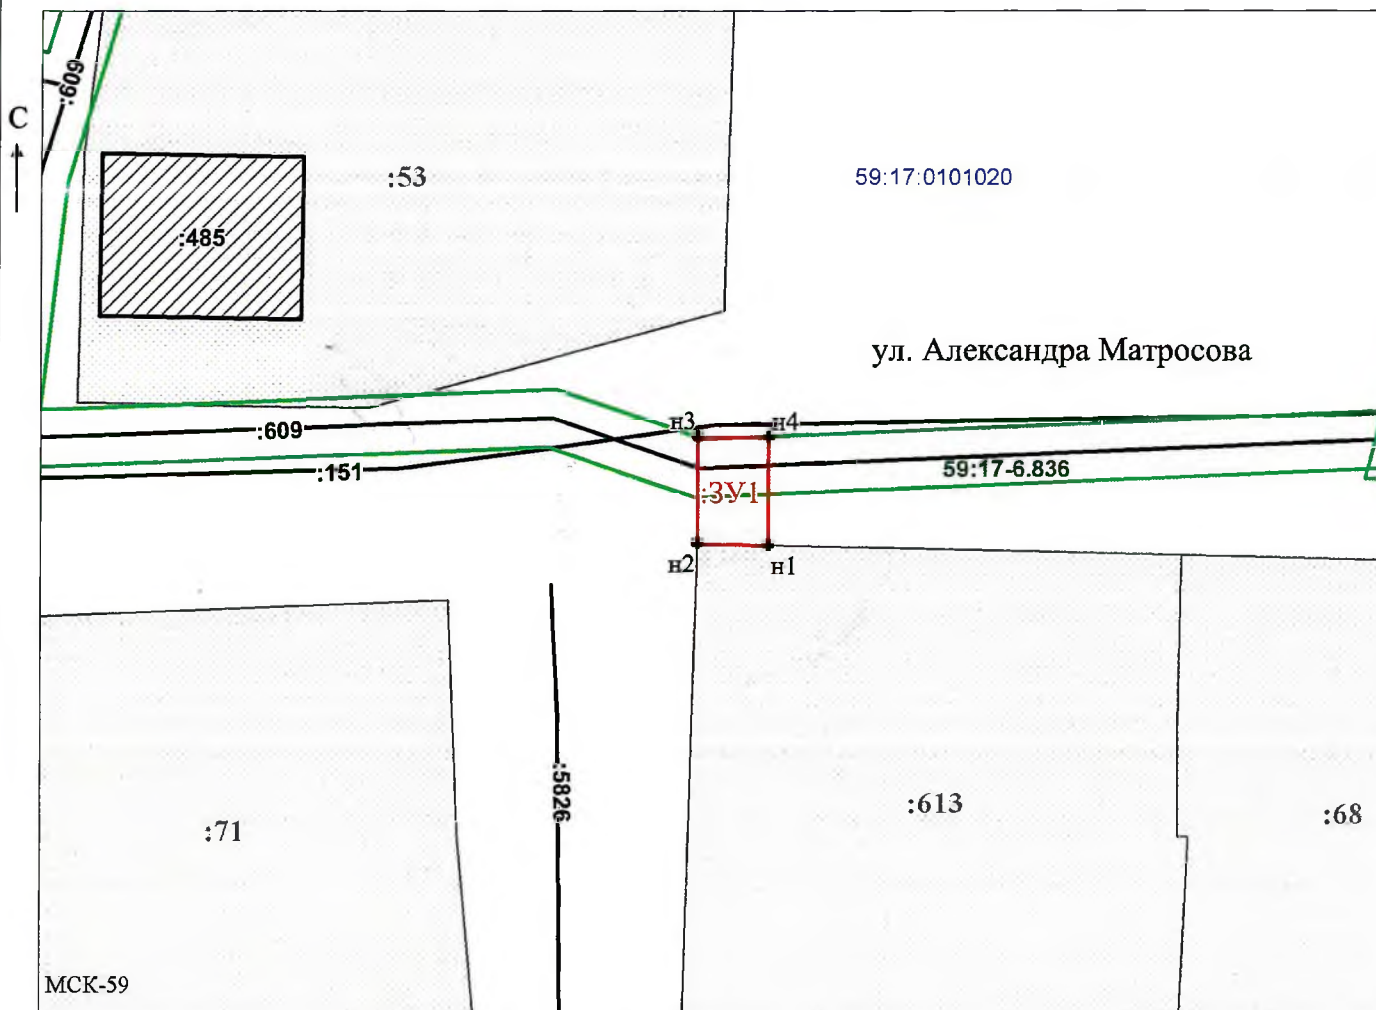 :609
С
:53
59:17:0101020
:485
ул. Александра Матросова
н3
н4
:609
:151
59:17-6.836
:ЗУ1
н2
н1
:5826
:613
:71
:68
МСК-59